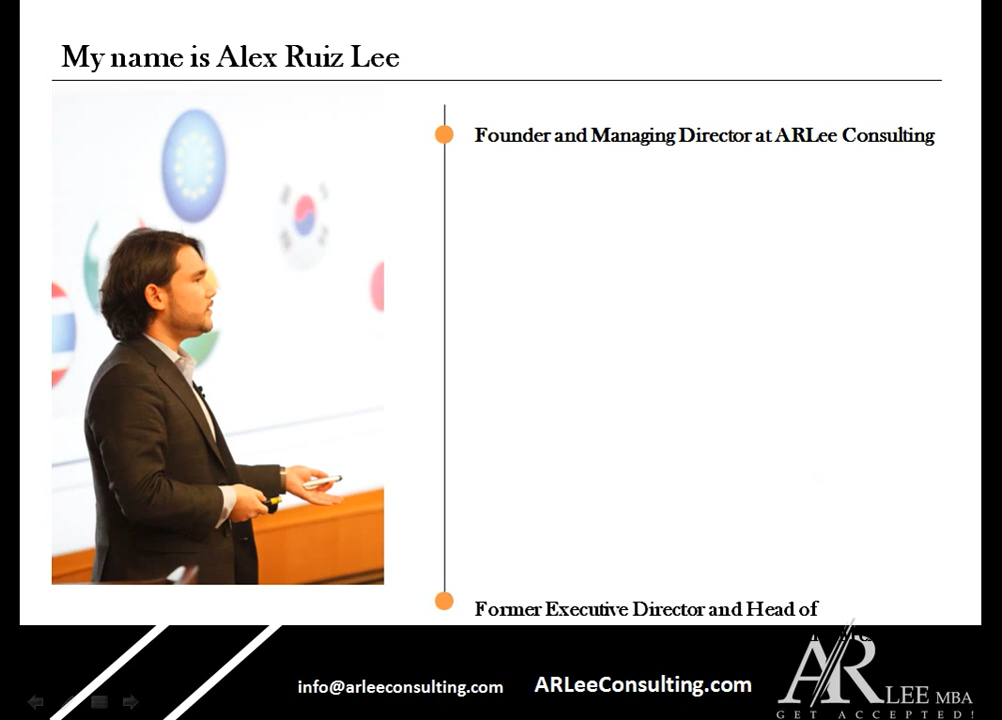 My name is Alex Ruiz Lee
Founder and Managing Director at ARLee Consulting
Former Executive Director and Head of
info@arleeconsulting.com
ARLeeConsulting.com
AR LEE MBA
GET ACCEPTED!